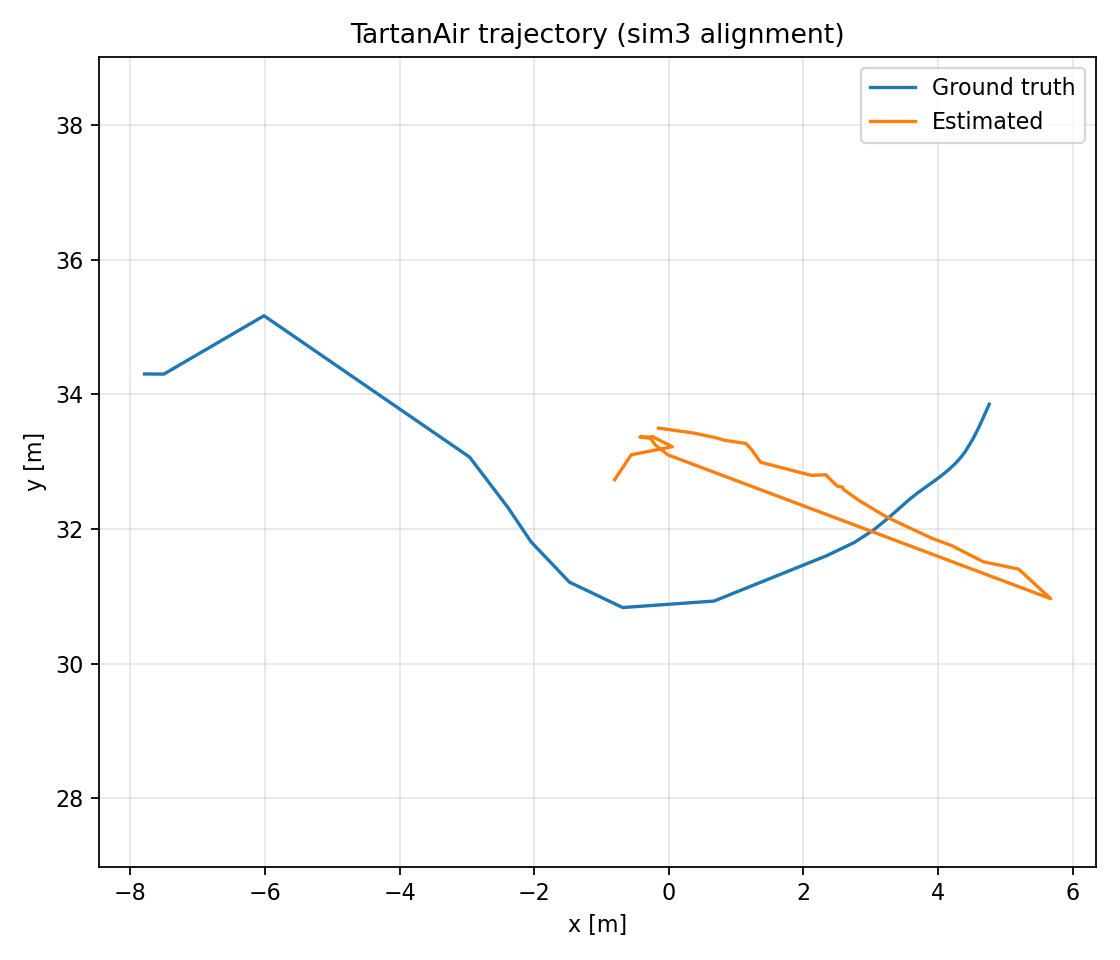 TartanAir trajectory (sim3 alignment)
Ground truth
Estimated
38
36
34
32
30
28
y [m]
−8
−6
−4
−2
0
2
4
6
x [m]